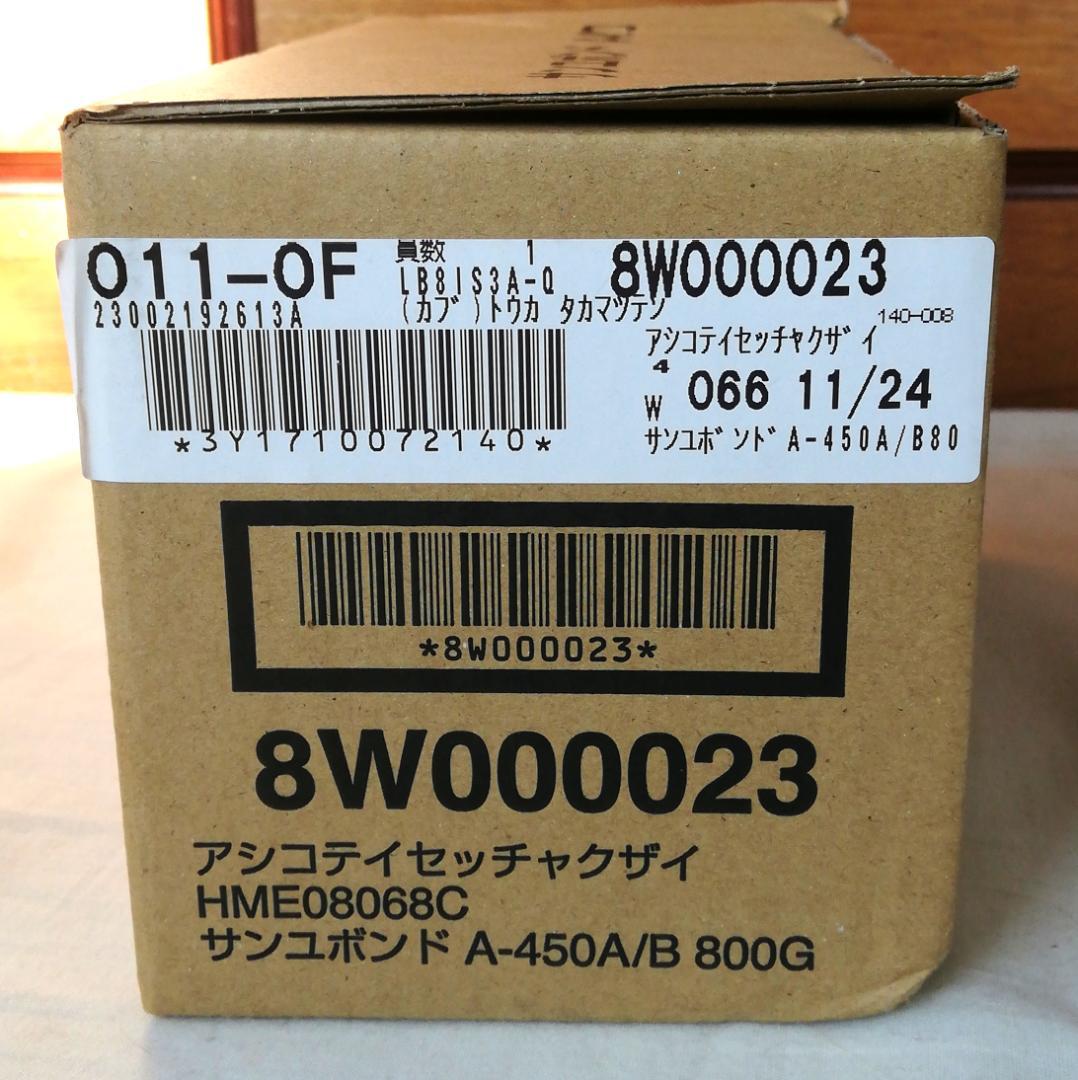 011-0F 員数 1 8W000023
LB8IS3A-Q
23002192613A (カブ)トウカ タカマツテン
140-008
アシコテイセッチャクザイ
4
W 066 11/24
*3Y1710072140*
サンユボンド A-450A/B80
*8W000023*
8W000023
アシコテイセッチャクザイ
HME08068C
サンユボンド A-450A/B 800G